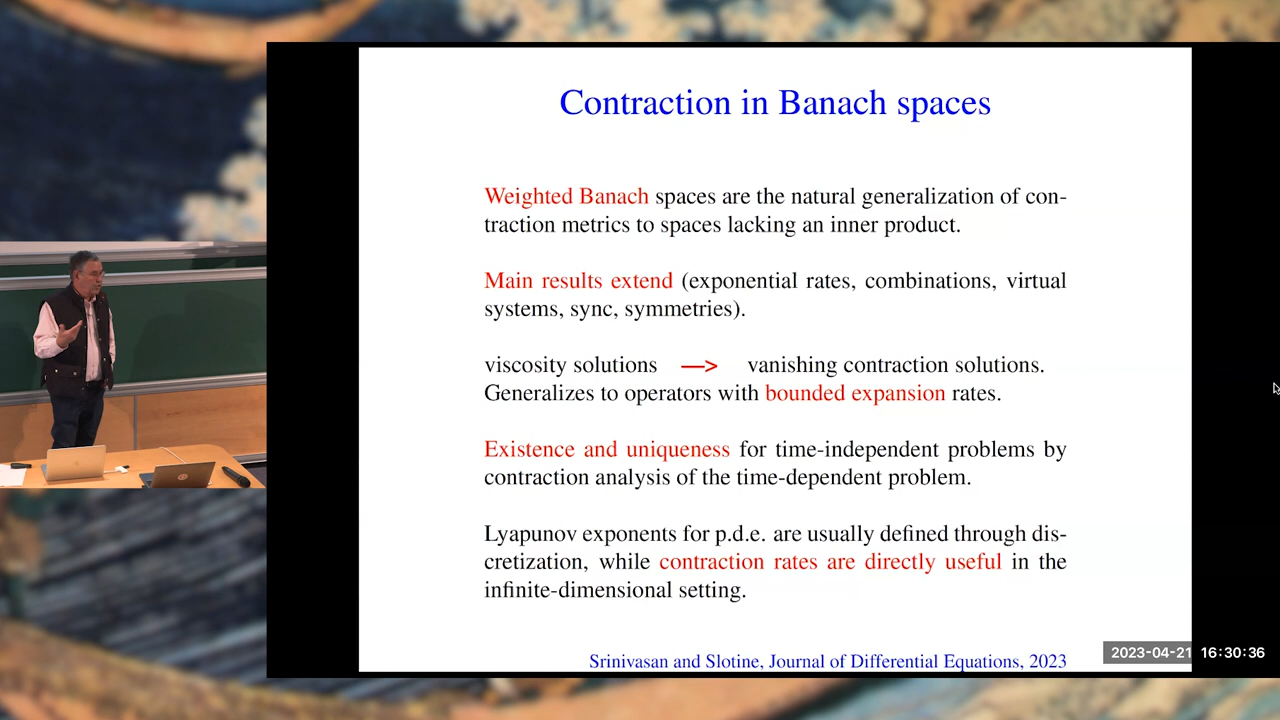 Contraction in Banach spaces
Weighted Banach spaces are the natural generalization of con-
traction metrics to spaces lacking an inner product.
Main results extend (exponential rates, combinations, virtual
systems, sync, symmetries).
viscosity solutions —> vanishing contraction solutions.
Generalizes to operators with bounded expansion rates.
Existence and uniqueness for time-independent problems by
contraction analysis of the time-dependent problem.
Lyapunov exponents for p.d.e. are usually defined through dis-
cretization, while contraction rates are directly useful in the
infinite-dimensional setting.
Srinivasan and Slotine, Journal of Differential Equations, 2023
2023-04-21 16:30:36